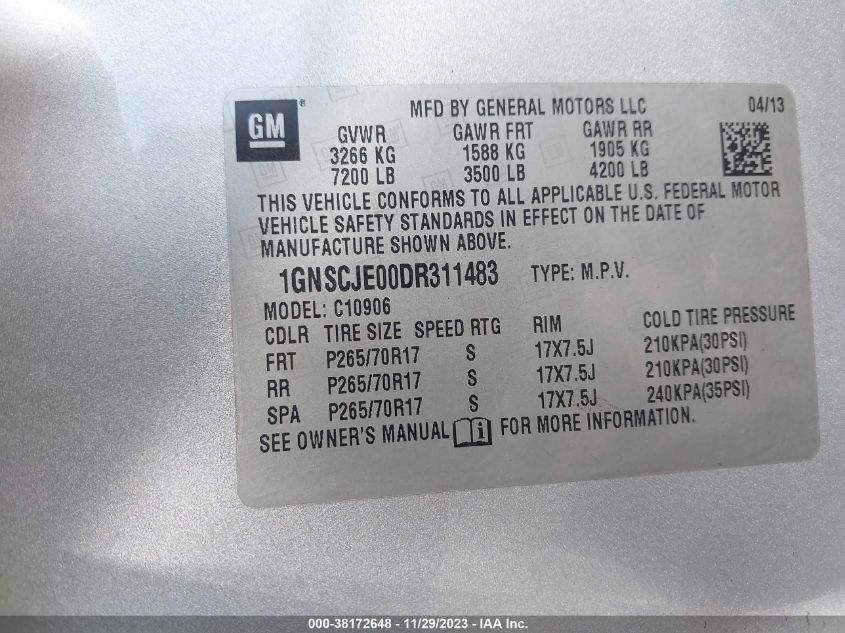 GM ® MFD BY GENERAL MOTORS LLC 04/13
GVWR GAWR FRT GAWR RR
3266 KG 1588 KG 1905 KG
7200 LB 3500 LB 4200 LB
THIS VEHICLE CONFORMS TO ALL APPLICABLE U.S. FEDERAL MOTOR
VEHICLE SAFETY STANDARDS IN EFFECT ON THE DATE OF
MANUFACTURE SHOWN ABOVE.
1GNSCJE00DR311483 TYPE: M.P.V.
MODEL: C10906
CDLR TIRE SIZE SPEED RTG RIM COLD TIRE PRESSURE
FRT P265/70R17 S 17X7.5J 210KPA(30PSI)
RR P265/70R17 S 17X7.5J 210KPA(30PSI)
SPA P265/70R17 S 17X7.5J 240KPA(35PSI)
SEE OWNER'S MANUAL i FOR MORE INFORMATION.
000-38172648 - 11/29/2023 - IAA Inc.